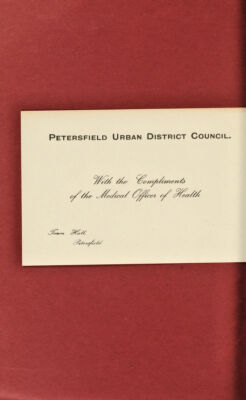 PETERSFIELD URBAN DISTRICT COUNCIL.
With the Compliments
of the Medical Officer of Health
Town Hall
Petersfield